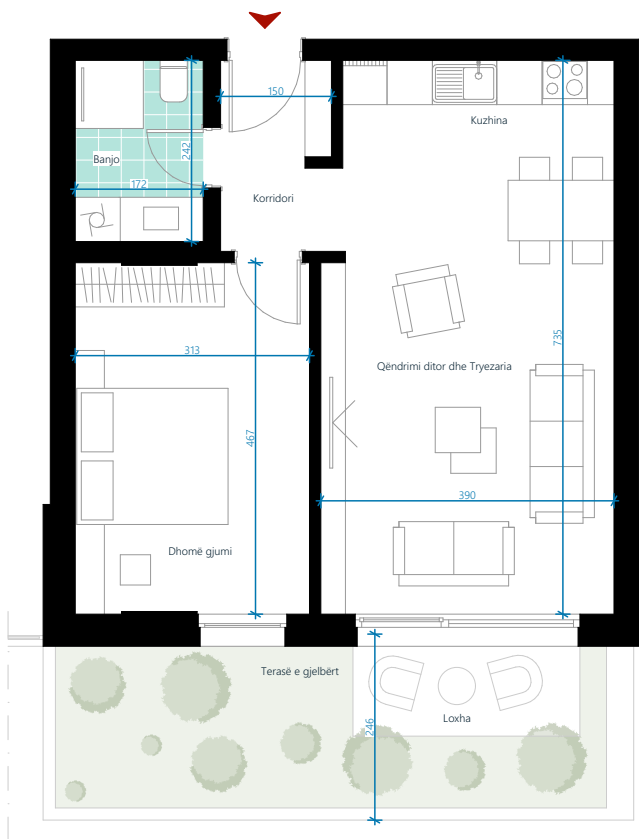 150
Kuzhina
242
Banjo
172
Korridori
735
313
Qëndrimi ditor dhe Tryezaria
467
390
Dhomë gjumi
Terasë e gjelbërt
Loxha
246